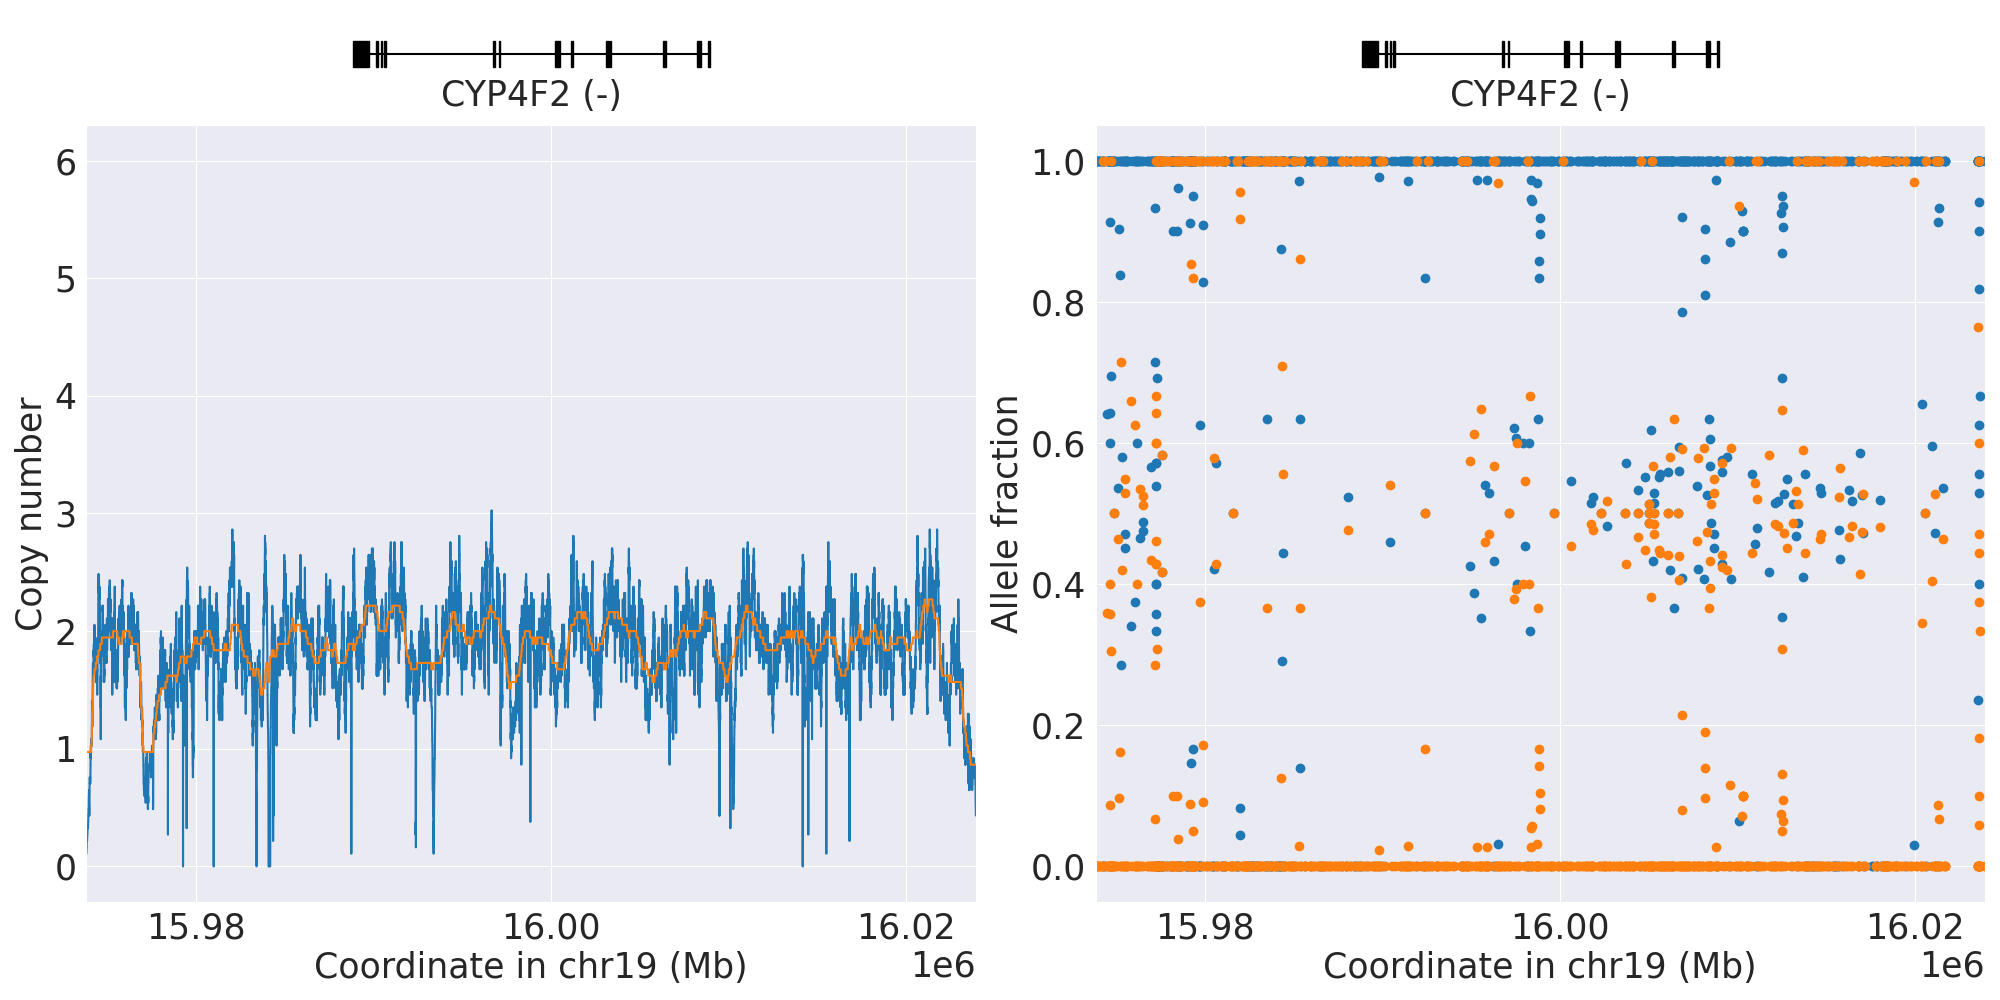 CYP4F2 (-)
Copy number
6
5
4
3
2
1
0
15.98
16.00
16.02
1e6
Coordinate in chr19 (Mb)
CYP4F2 (-)
Allele fraction
1.0
0.8
0.6
0.4
0.2
0.0
15.98
16.00
16.02
1e6
Coordinate in chr19 (Mb)